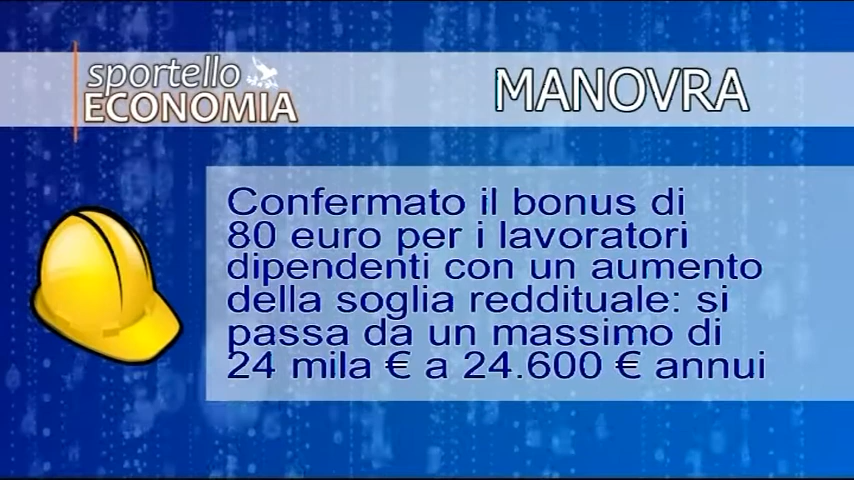 sportello
ECONOMIA
MANOVRA
Confermato il bonus di
80 euro per i lavoratori
dipendenti con un aumento
della soglia reddituale: si
passa da un massimo di
24 mila € a 24.600 € annui